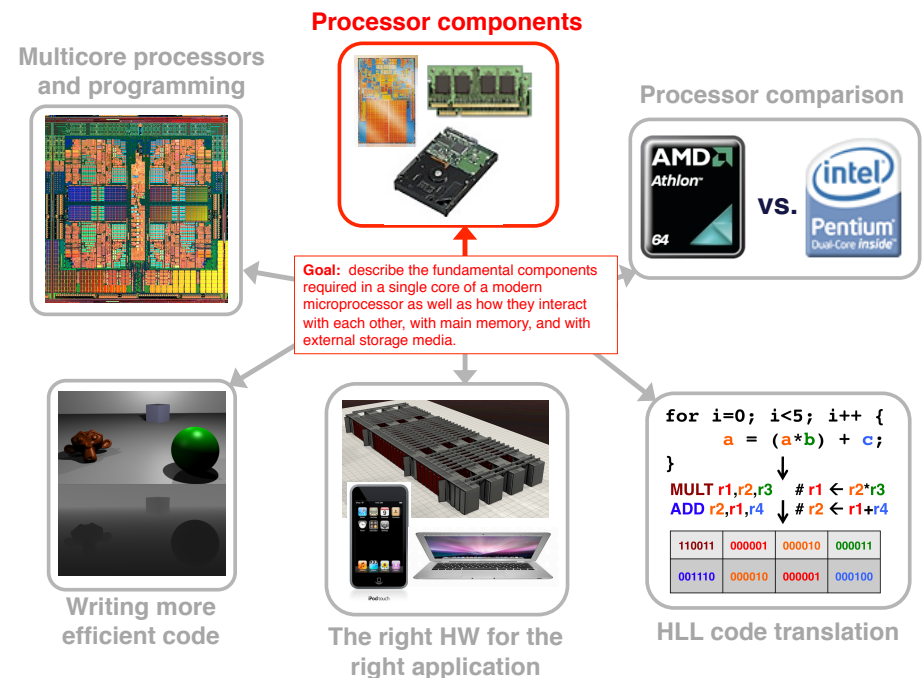 Processor components
Multicore processors
and programming
Processor comparison
AMD
Athlon™
64
vs.
intel
Pentium®
Dual-Core inside™
Goal: describe the fundamental components
required in a single core of a modern
microprocessor as well as how they interact
with each other, with main memory, and with
external storage media.
for i=0; i<5; i++ {
a = (a*b) + c;
}
MULT r1,r2,r3 # r1 ← r2*r3
ADD r2,r1,r4 # r2 ← r1+r4
110011 000001 000010 000011
001110 000010 000001 000100
iPod touch
Writing more
efficient code
The right HW for the
right application
HLL code translation